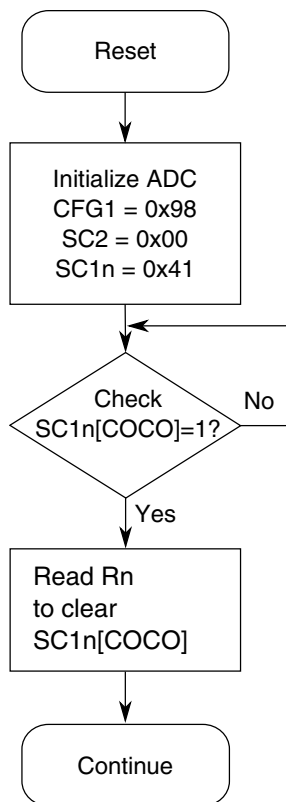 Reset
Initialize ADC
CFG1 = 0x98
SC2 = 0x00
SC1n = 0x41
Check
SC1n[COCO]=1?
No
Yes
Read Rn
to clear
SC1n[COCO]
Continue